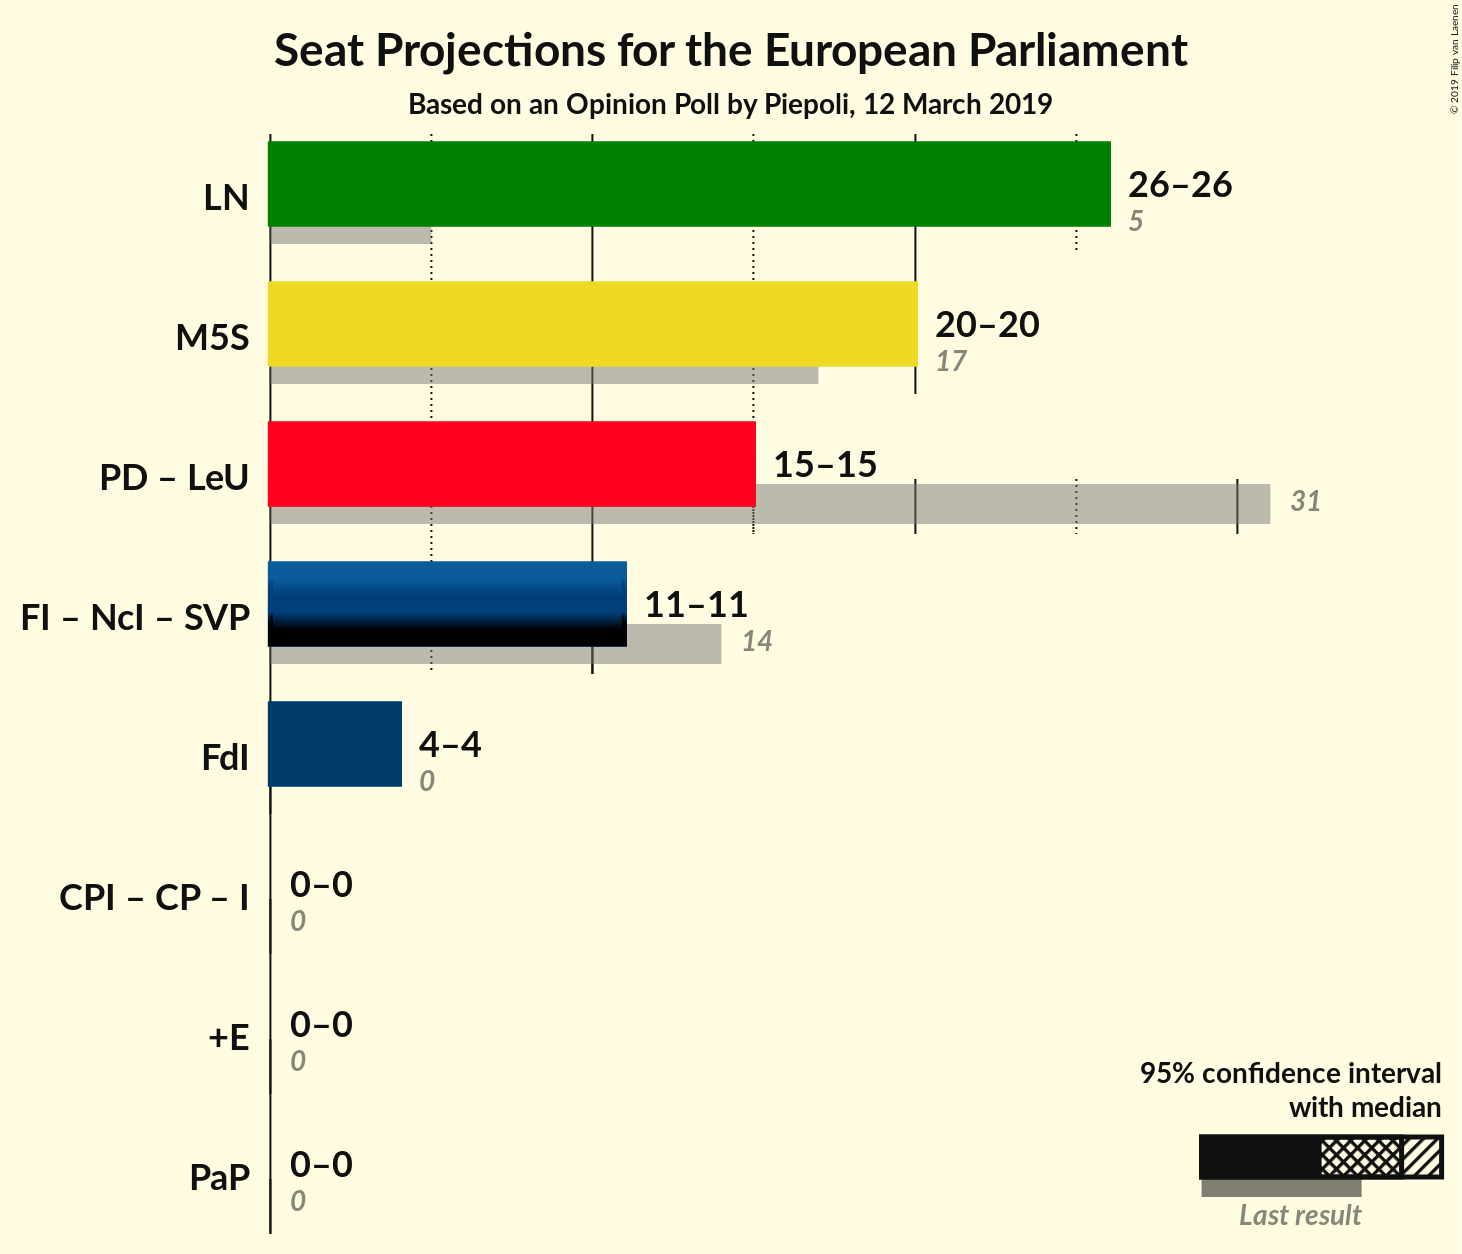 Seat Projections for the European Parliament
Based on an Opinion Poll by Piepoli, 12 March 2019
© 2019 Filip van Laenen
LN
26–26
5
M5S
20–20
17
PD – LeU
15–15
31
FI – NcI – SVP
11–11
14
FdI
4–4
0
CPI – CP – I
0–0
0
+E
0–0
0
PaP
0–0
0
95% confidence interval
with median
Last result